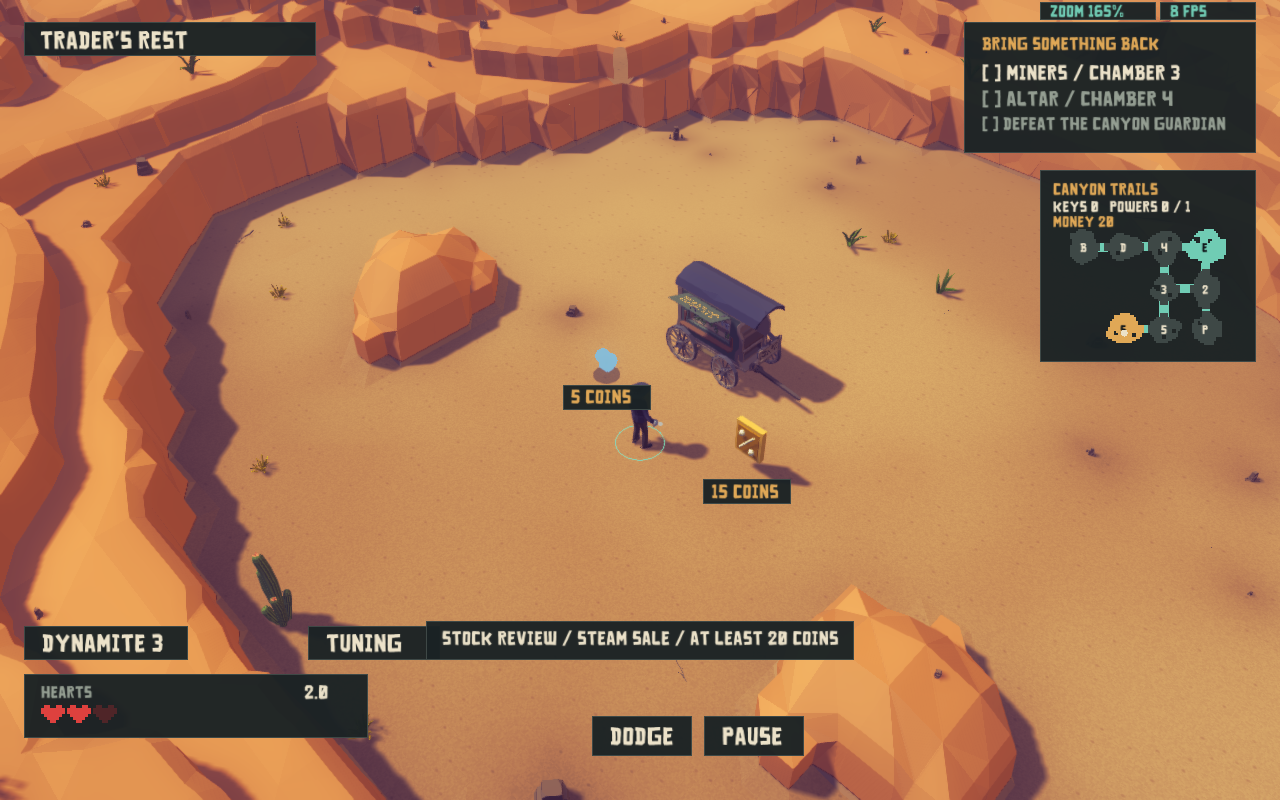 TRADER'S REST
ZOOM 165%
8 FPS
BRING SOMETHING BACK
[ ] MINERS / CHAMBER 3
[ ] ALTAR / CHAMBER 4
[ ] DEFEAT THE CANYON GUARDIAN
CANYON TRAILS
KEYS 0 POWERS 0 / 1
MONEY 20
B D 4 E
3 2
S P
5 COINS
15 COINS
DYNAMITE 3
TUNING
STOCK REVIEW / STEAM SALE / AT LEAST 20 COINS
HEARTS 2.0
DODGE
PAUSE